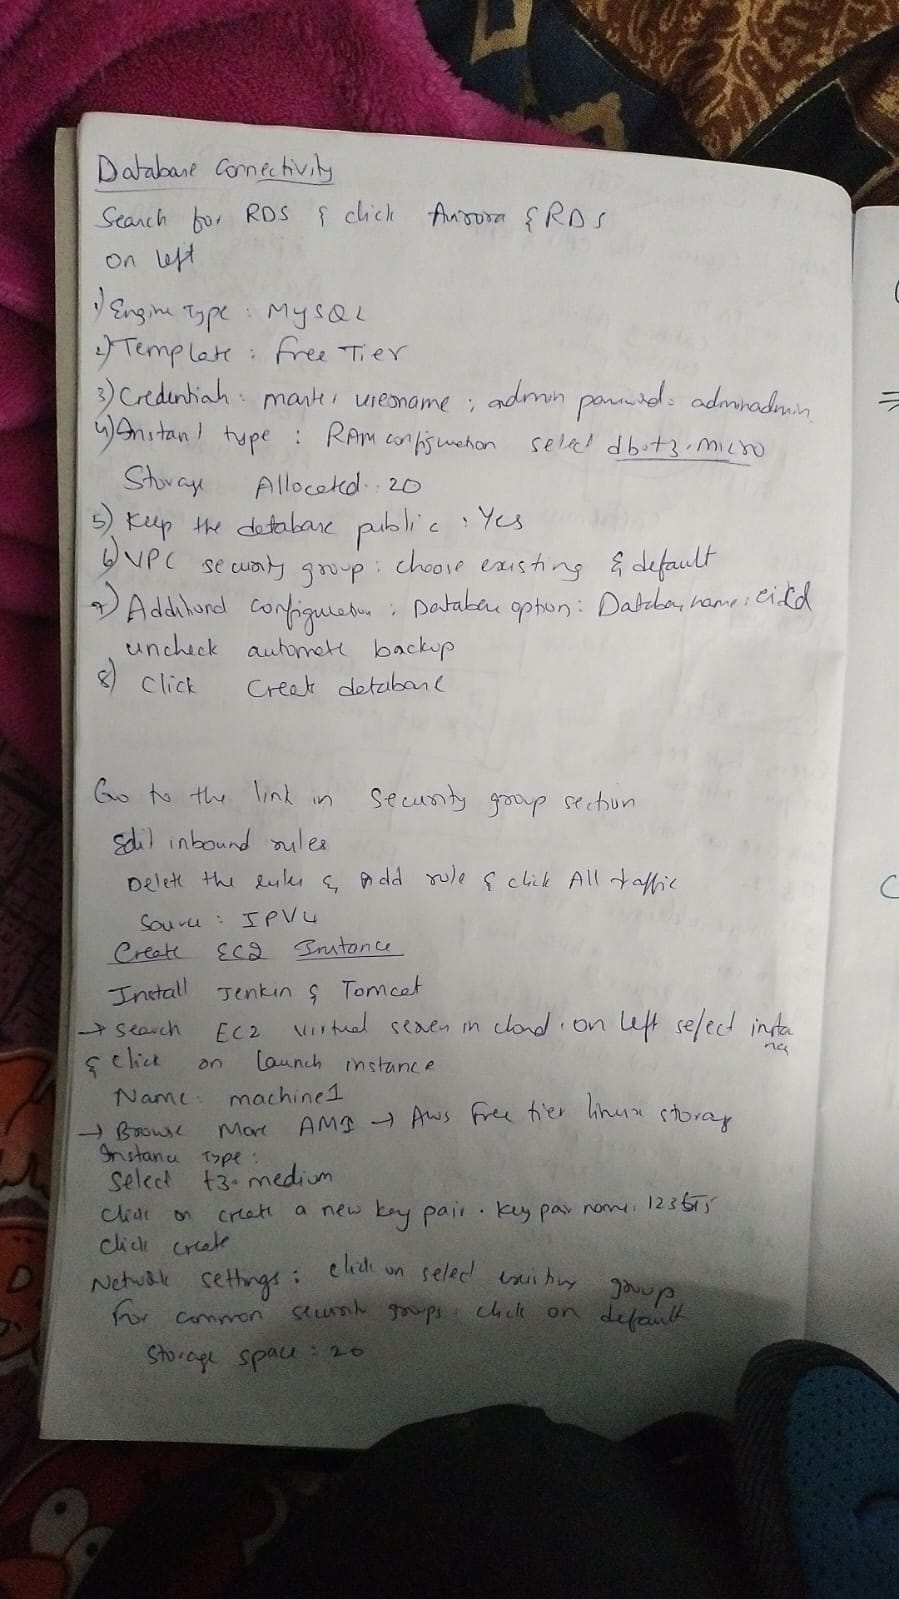 Database Connectivity
Search for RDS & click Aurora & RDS
on left
1) Engine Type : MySQL
2) Template : Free Tier
3) Credentials : master username ; admin password : adminadmin
4) Instant type : RAM configuration select db.t3.micro
Storage Allocated : 20
5) Keep the database public : Yes
6) VPC security group : choose existing & default
7) Additional configuration : Database option : Database name :
uncheck automate backup
8) Click Create database
Go to the link in Security group section
Edit inbound rules
Delete the rules & Add rule & click All traffic
Source : IPV4
Create EC2 Instance
Install Jenkin & Tomcat
→ Search EC2 virtual servers in cloud. on left select insta
nce
& click on Launch instance
Name : machine1
→ Browse More AMI → Aws free tier linux storag
Instance Type :
Select t3.medium
Click on create a new key pair . key pair name :
Click create
Network settings : click on select existing group
For common security groups : click on default
Storage space : 20